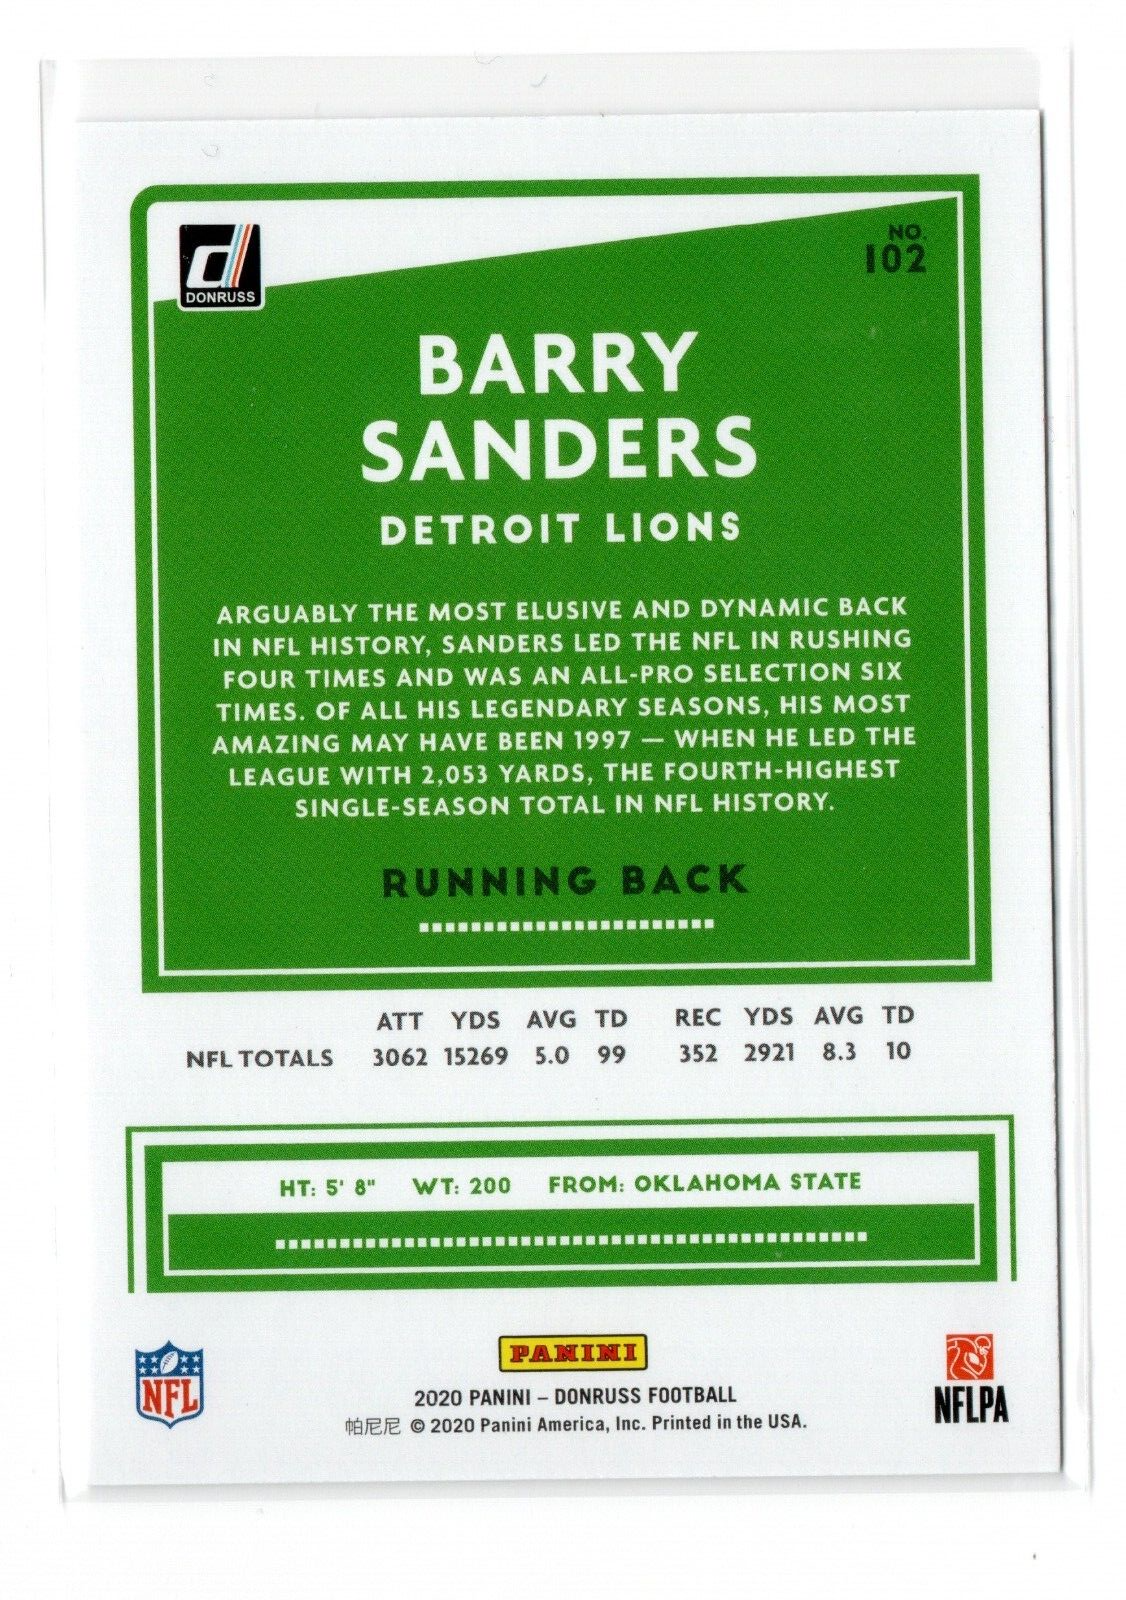 DONRUSS
NO.
102
BARRY
SANDERS
DETROIT LIONS
ARGUABLY THE MOST ELUSIVE AND DYNAMIC BACK
IN NFL HISTORY, SANDERS LED THE NFL IN RUSHING
FOUR TIMES AND WAS AN ALL-PRO SELECTION SIX
TIMES. OF ALL HIS LEGENDARY SEASONS, HIS MOST
AMAZING MAY HAVE BEEN 1997 — WHEN HE LED THE
LEAGUE WITH 2,053 YARDS, THE FOURTH-HIGHEST
SINGLE-SEASON TOTAL IN NFL HISTORY.
RUNNING BACK
ATT YDS AVG TD REC YDS AVG TD
NFL TOTALS 3062 15269 5.0 99 352 2921 8.3 10
HT: 5' 8" WT: 200 FROM: OKLAHOMA STATE
NFL
PANINI
NFLPA
2020 PANINI – DONRUSS FOOTBALL
帕尼尼 © 2020 Panini America, Inc. Printed in the USA.